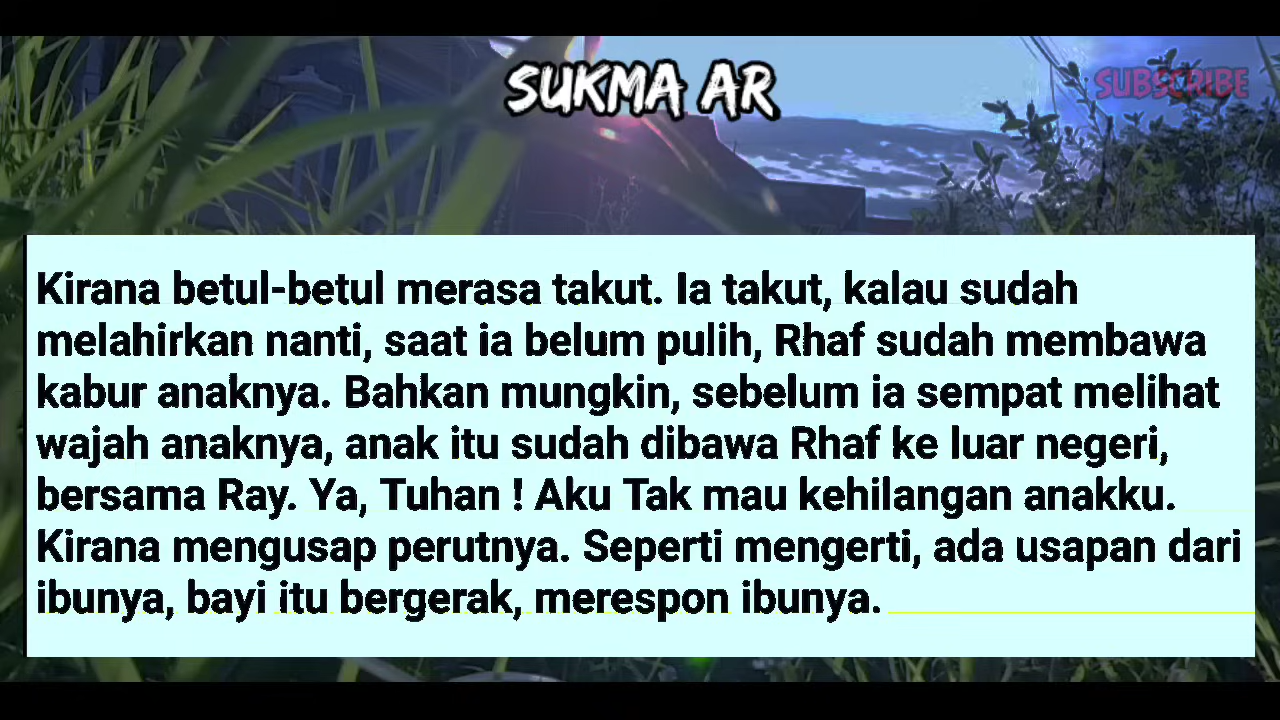 SUKMA AR
SUBSCRIBE
Kirana betul-betul merasa takut. Ia takut, kalau sudah
melahirkan nanti, saat ia belum pulih, Rhaf sudah membawa
kabur anaknya. Bahkan mungkin, sebelum ia sempat melihat
wajah anaknya, anak itu sudah dibawa Rhaf ke luar negeri,
bersama Ray. Ya, Tuhan ! Aku Tak mau kehilangan anakku.
Kirana mengusap perutnya. Seperti mengerti, ada usapan dari
ibunya, bayi itu bergerak, merespon ibunya.